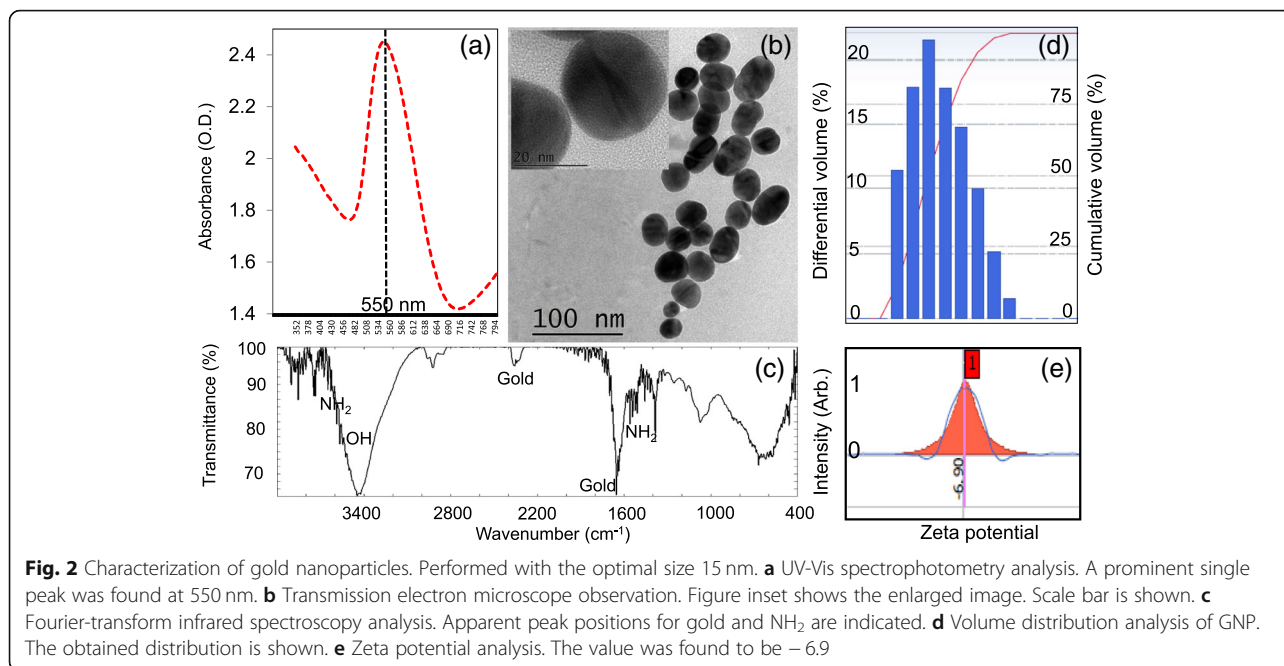 (a)
Absorbance (O.D.)
2.4
2.2
2
1.8
1.6
1.4
550 nm
352 378 404 430 456 482 508 534 560 586 612 638 664 690 716 742 768 794
(b)
20 nm
100 nm
(d)
Differential volume (%)
20
15
10
5
0
75
50
25
0
Cumulative volume (%)
(c)
Transmittance (%)
100
90
80
70
NH2
OH
Gold
Gold
NH2
3400 2800 2200 1600 1000 400
Wavenumber (cm-1)
(e)
1
Intensity (Arb.)
1
0
-6.90
Zeta potential
Fig. 2 Characterization of gold nanoparticles. Performed with the optimal size 15 nm. a UV-Vis spectrophotometry analysis. A prominent single
peak was found at 550 nm. b Transmission electron microscope observation. Figure inset shows the enlarged image. Scale bar is shown. c
Fourier-transform infrared spectroscopy analysis. Apparent peak positions for gold and NH2 are indicated. d Volume distribution analysis of GNP.
The obtained distribution is shown. e Zeta potential analysis. The value was found to be − 6.9